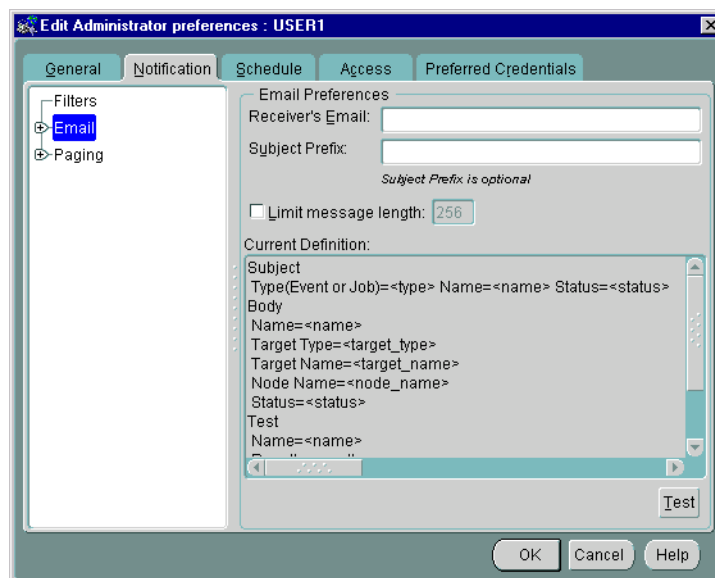 Edit Administrator preferences : USER1
General Notification Schedule Access Preferred Credentials
Filters
Email
Paging
Email Preferences
Receiver's Email:
Subject Prefix:
Subject Prefix is optional
Limit message length: 256
Current Definition:
Subject
Type(Event or Job)=<type> Name=<name> Status=<status>
Body
Name=<name>
Target Type=<target_type>
Target Name=<target_name>
Node Name=<node_name>
Status=<status>
Test
Name=<name>
Test
OK Cancel Help